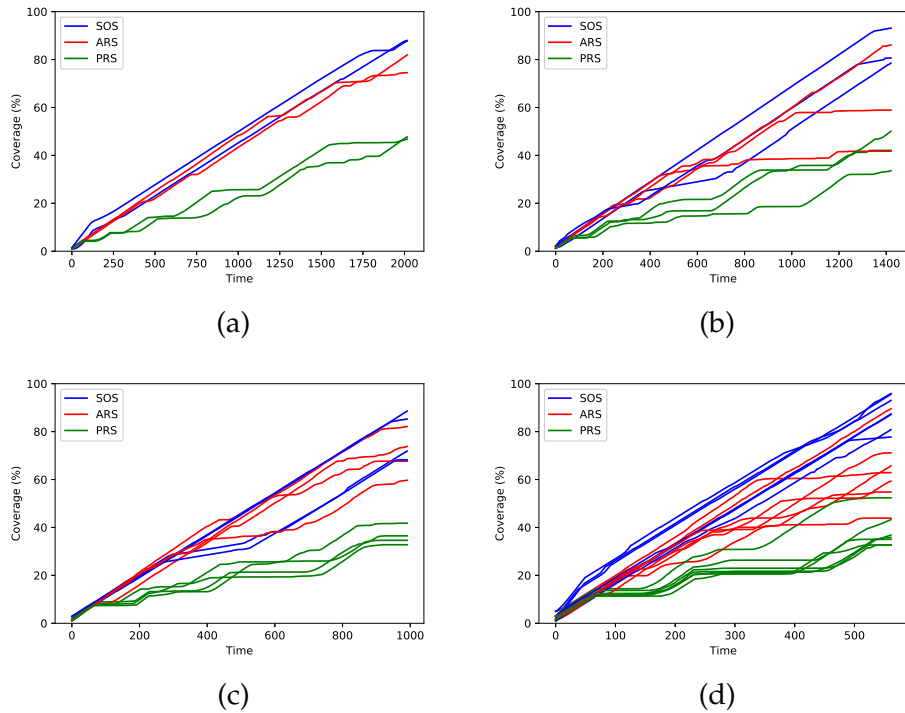 100
80
60
40
20
0
Coverage (%)
SOS
ARS
PRS
0 250 500 750 1000 1250 1500 1750 2000
Time
(a)
100
80
60
40
20
0
Coverage (%)
SOS
ARS
PRS
0 200 400 600 800 1000 1200 1400
Time
(b)
100
80
60
40
20
0
Coverage (%)
SOS
ARS
PRS
0 200 400 600 800 1000
Time
(c)
100
80
60
40
20
0
Coverage (%)
SOS
ARS
PRS
0 100 200 300 400 500
Time
(d)